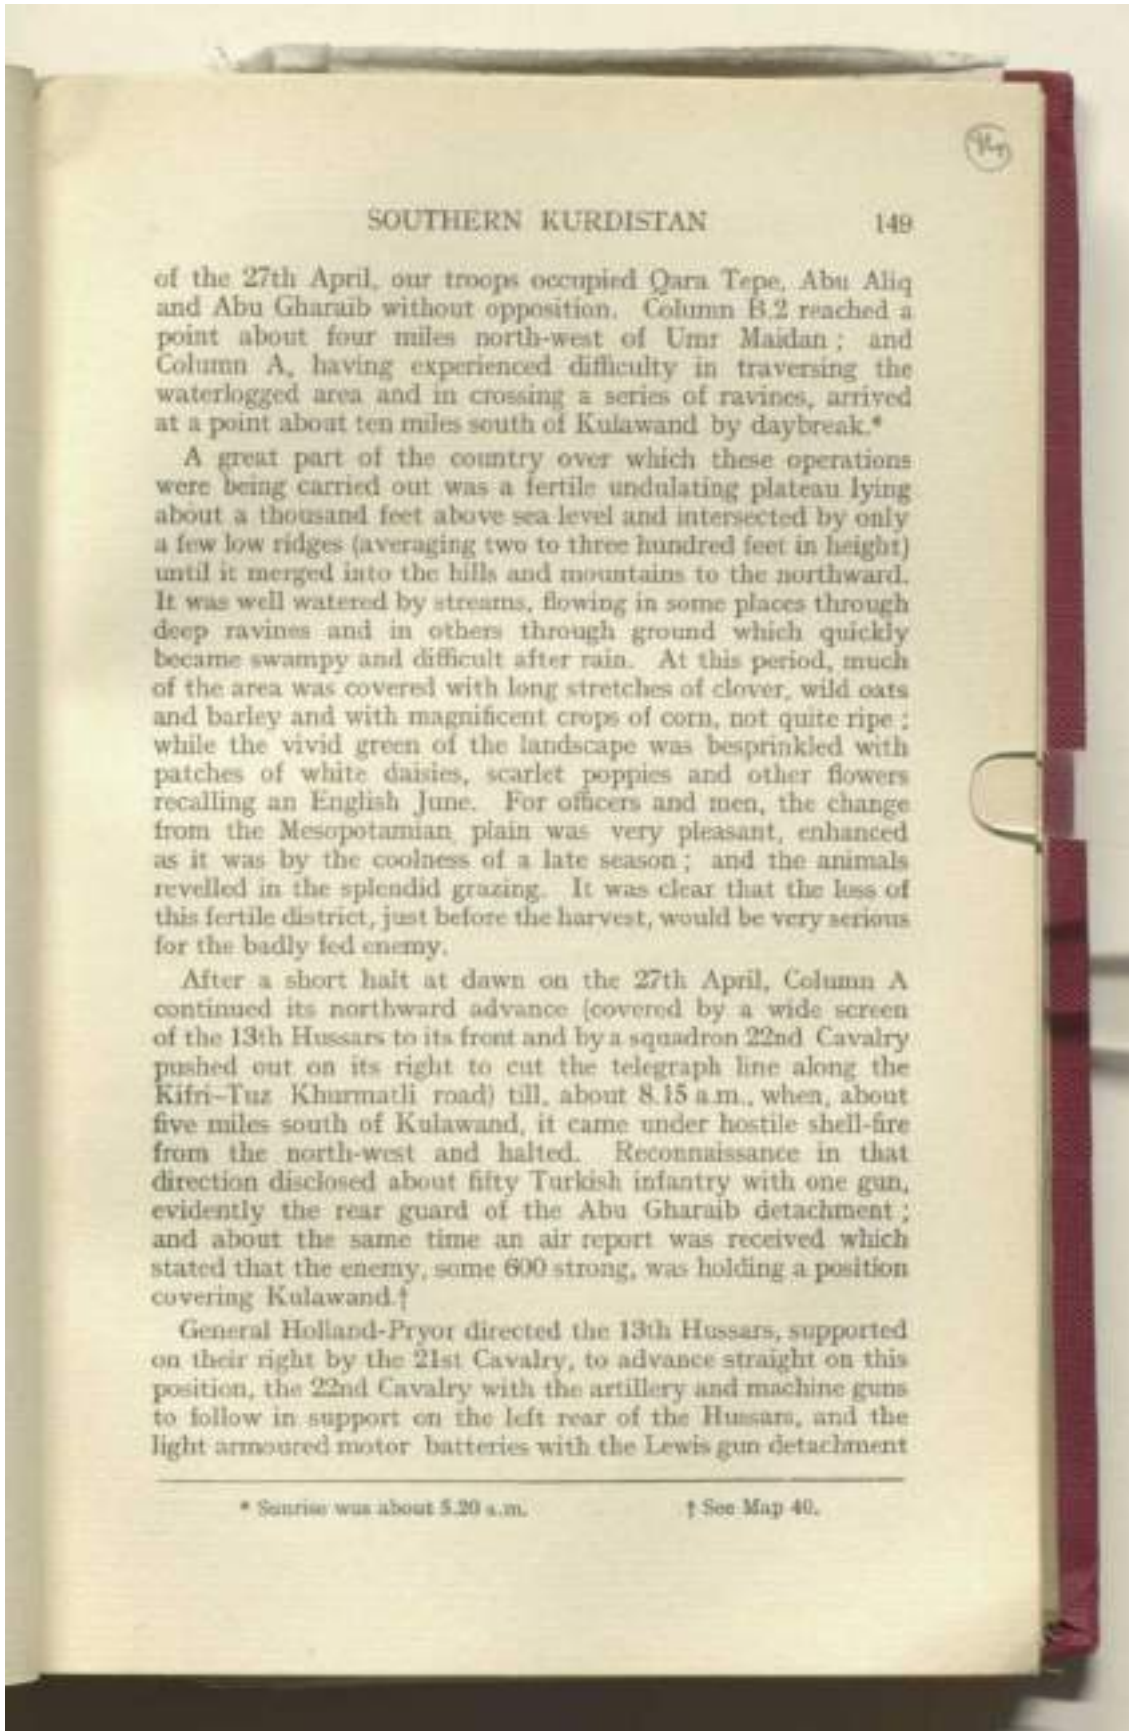 SOUTHERN KURDISTAN 149
of the 27th April, our troops occupied Qara Tepe, Abu Aliq
and Abu Gharaib without opposition. Column B.2 reached a
point about four miles north-west of Umr Maidan ; and
Column A, having experienced difficulty in traversing the
waterlogged area and in crossing a series of ravines, arrived
at a point about ten miles south of Kulawand by daybreak.*
A great part of the country over which these operations
were being carried out was a fertile undulating plateau lying
about a thousand feet above sea level and intersected by only
a few low ridges (averaging two to three hundred feet in height)
until it merged into the hills and mountains to the northward.
It was well watered by streams, flowing in some places through
deep ravines and in others through ground which quickly
became swampy and difficult after rain. At this period, much
of the area was covered with long stretches of clover, wild oats
and barley and with magnificent crops of corn, not quite ripe ;
while the vivid green of the landscape was besprinkled with
patches of white daisies, scarlet poppies and other flowers
recalling an English June. For officers and men, the change
from the Mesopotamian plain was very pleasant, enhanced
as it was by the coolness of a late season ; and the animals
revelled in the splendid grazing. It was clear that the loss of
this fertile district, just before the harvest, would be very serious
for the badly fed enemy.
After a short halt at dawn on the 27th April, Column A
continued its northward advance (covered by a wide screen
of the 13th Hussars to its front and by a squadron 22nd Cavalry
pushed out on its right to cut the telegraph line along the
Kifri–Tuz Khurmatli road) till, about 8.15 a.m., when, about
five miles south of Kulawand, it came under hostile shell-fire
from the north-west and halted. Reconnaissance in that
direction disclosed about fifty Turkish infantry with one gun,
evidently the rear guard of the Abu Gharaib detachment ;
and about the same time an air report was received which
stated that the enemy, some 600 strong, was holding a position
covering Kulawand.†
General Holland-Pryor directed the 13th Hussars, supported
on their right by the 21st Cavalry, to advance straight on this
position, the 22nd Cavalry with the artillery and machine guns
to follow in support on the left rear of the Hussars, and the
light armoured motor batteries with the Lewis gun detachment
* Sunrise was about 5.20 a.m. † See Map 40.